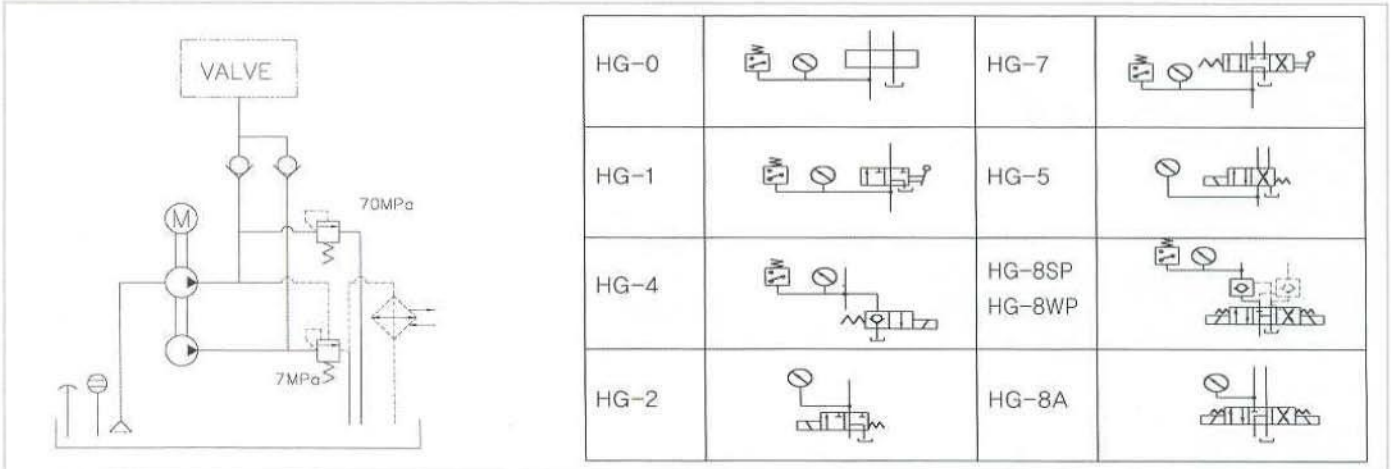 VALVE
70MPa
M
7MPa
HG-0
HG-7
HG-1
HG-5
HG-4
HG-8SP
HG-8WP
HG-2
HG-8A